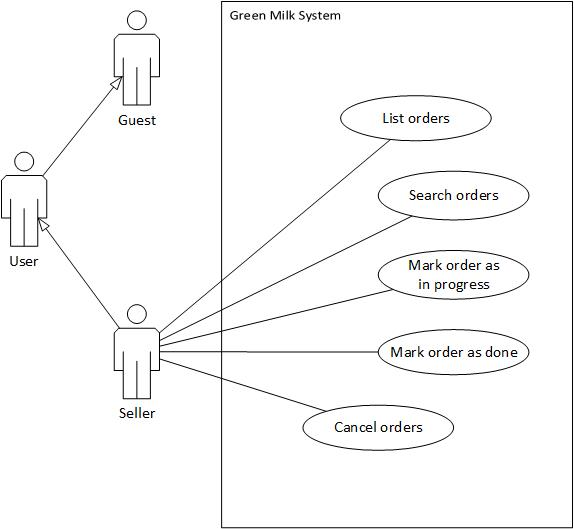 Green Milk System
Guest
List orders
Search orders
User
Mark order as
in progress
Mark order as done
Seller
Cancel orders